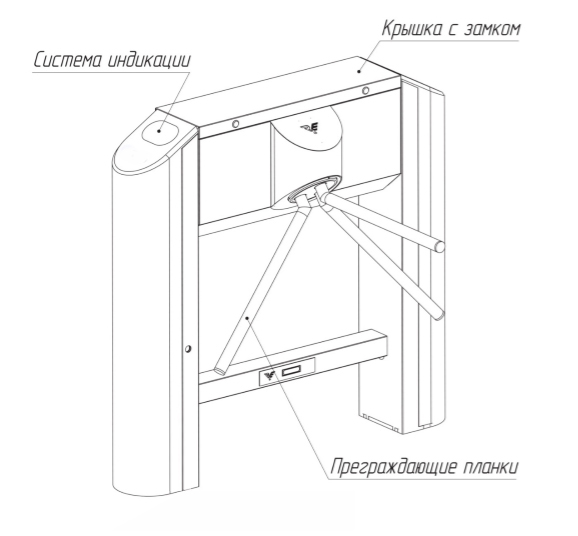 Крышка с замком
Система индикации
Преграждающие планки